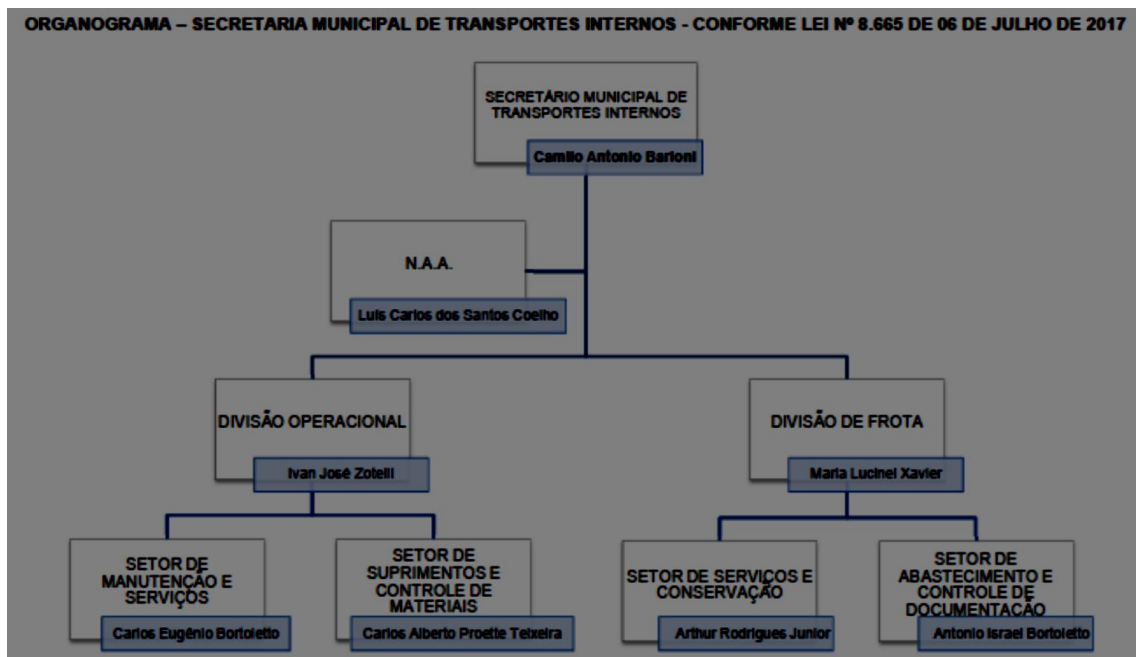 ORGANOGRAMA – SECRETARIA MUNICIPAL DE TRANSPORTES INTERNOS - CONFORME LEI Nº 8.665 DE 06 DE JULHO DE 2017
SECRETÁRIO MUNICIPAL DE
TRANSPORTES INTERNOS
Camilo Antonio Barioni
N.A.A.
Luis Carlos dos Santos Coelho
DIVISÃO OPERACIONAL
Ivan José Zotelli
DIVISÃO DE FROTA
Maria Lucinei Xavier
SETOR DE
MANUTENÇÃO E
SERVIÇOS
Carlos Eugênio Bortoletto
SETOR DE
SUPRIMENTOS E
CONTROLE DE
MATERIAIS
Carlos Alberto Proette Teixeira
SETOR DE SERVIÇOS E
CONSERVAÇÃO
Arthur Rodrigues Junior
SETOR DE
ABASTECIMENTO E
CONTROLE DE
DOCUMENTAÇÃO
Antonio Israel Bortoletto